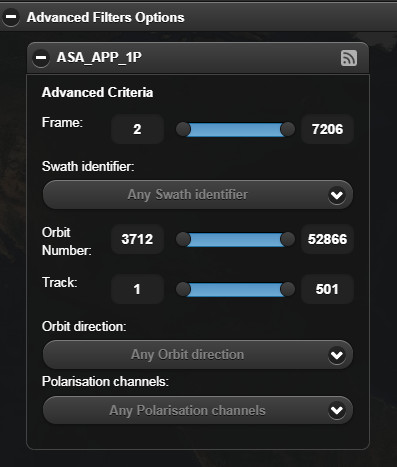 Advanced Filters Options
ASA_APP_1P
Advanced Criteria
Frame: 2 7206
Swath identifier:
Any Swath identifier
Orbit
Number: 3712 52866
Track: 1 501
Orbit direction:
Any Orbit direction
Polarisation channels:
Any Polarisation channels